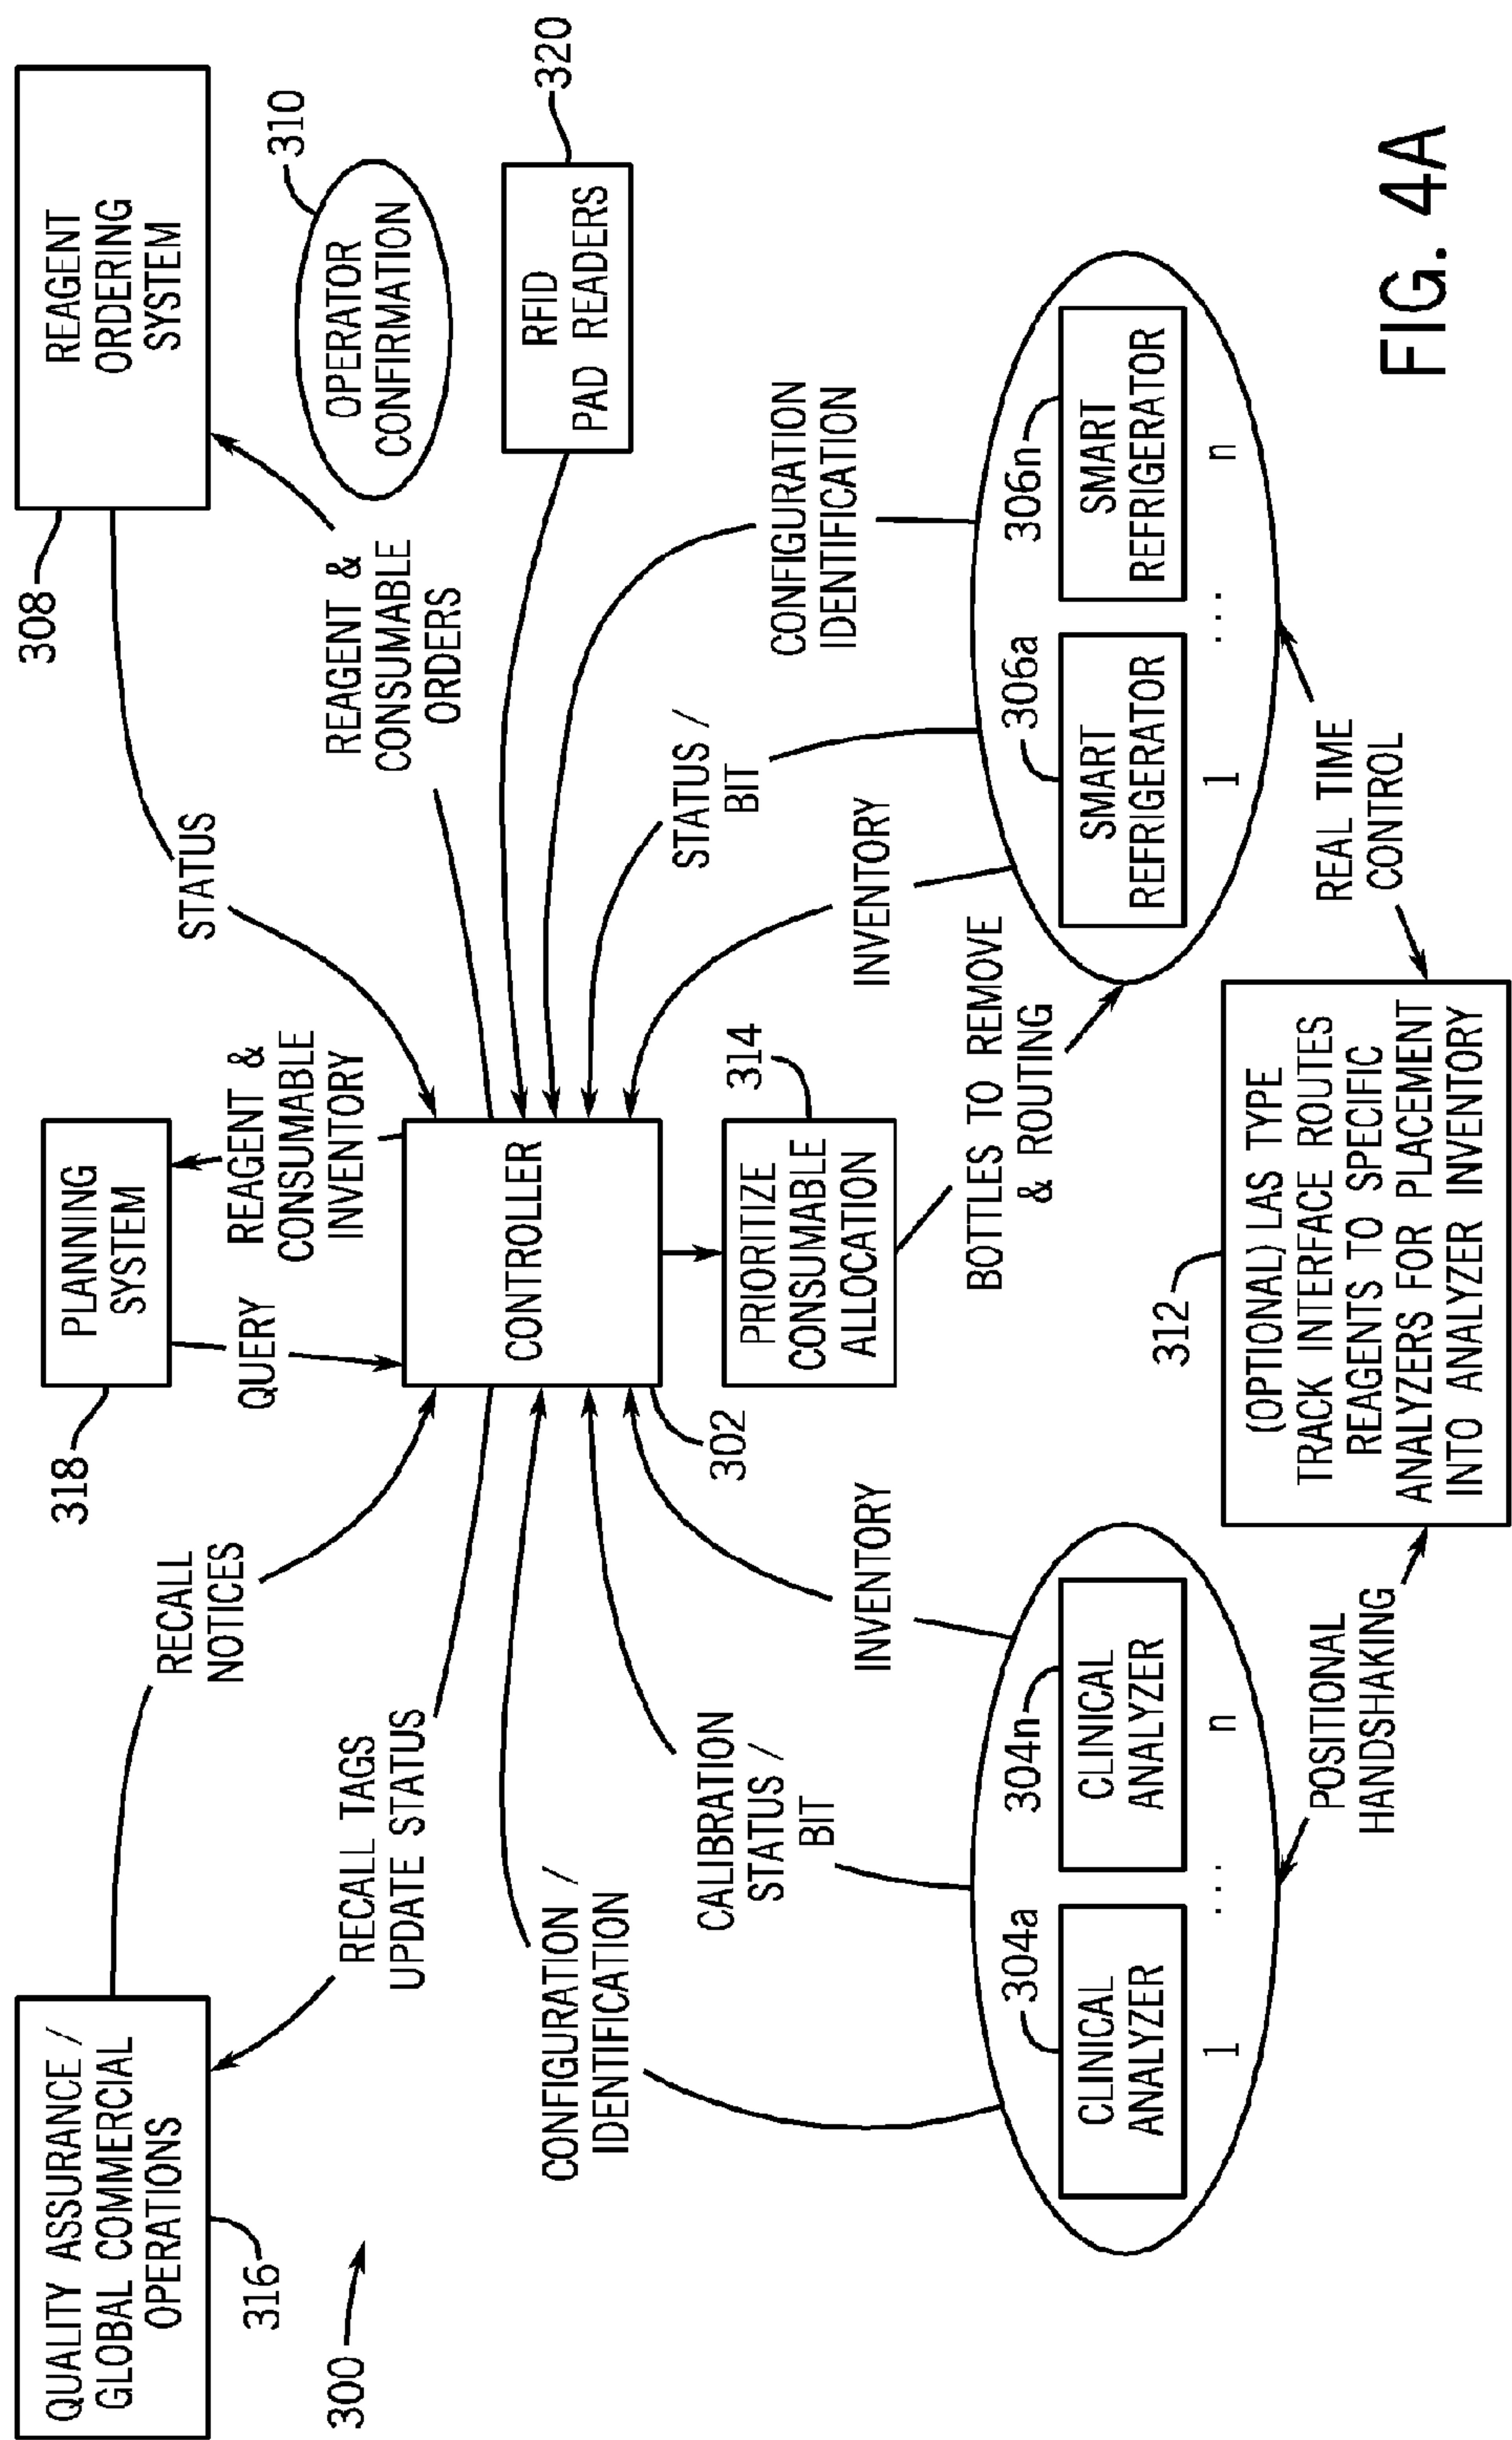 QUALITY ASSURANCE /
GLOBAL COMMERCIAL
OPERATIONS
316
300
RECALL
NOTICES
RECALL TAGS
UPDATE STATUS
318
PLANNING
SYSTEM
QUERY
REAGENT &
CONSUMABLE
INVENTORY
STATUS
308
REAGENT
ORDERING
SYSTEM
REAGENT &
CONSUMABLE
ORDERS
310
OPERATOR
CONFIRMATION
320
RFID
PAD READERS
CONTROLLER
302
CONFIGURATION /
IDENTIFICATION
CALIBRATION
STATUS /
BIT
INVENTORY
314
PRIORITIZE
CONSUMABLE
ALLOCATION
BOTTLES TO REMOVE
& ROUTING
INVENTORY
STATUS /
BIT
CONFIGURATION
IDENTIFICATION
304a
CLINICAL
ANALYZER
1
...
304n
CLINICAL
ANALYZER
n
306a
SMART
REFRIGERATOR
1
...
306n
SMART
REFRIGERATOR
n
POSITIONAL
HANDSHAKING
312
(OPTIONAL) LAS TYPE
TRACK INTERFACE ROUTES
REAGENTS TO SPECIFIC
ANALYZERS FOR PLACEMENT
INTO ANALYZER INVENTORY
REAL TIME
CONTROL
FIG. 4A